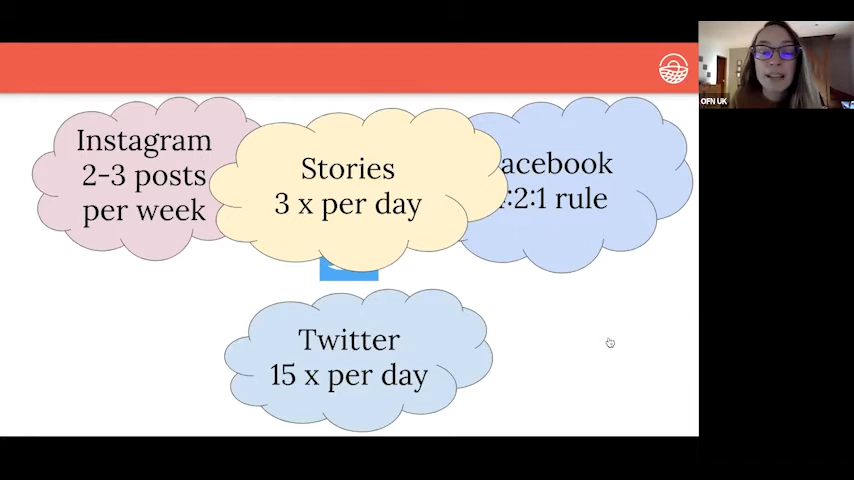 Instagram
2-3 posts
per week
Stories
3 x per day
acebook
:2:1 rule
Twitter
15 x per day
OFN UK